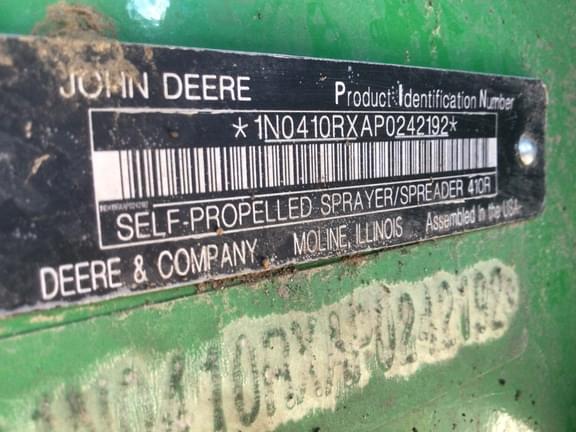 JOHN DEERE
Product Identification Number
*1N0410RXAP0242192*
SELF-PROPELLED SPRAYER/SPREADER 410R
DEERE & COMPANY MOLINE, ILLINOIS Assembled in the USA
410RXAP0242192